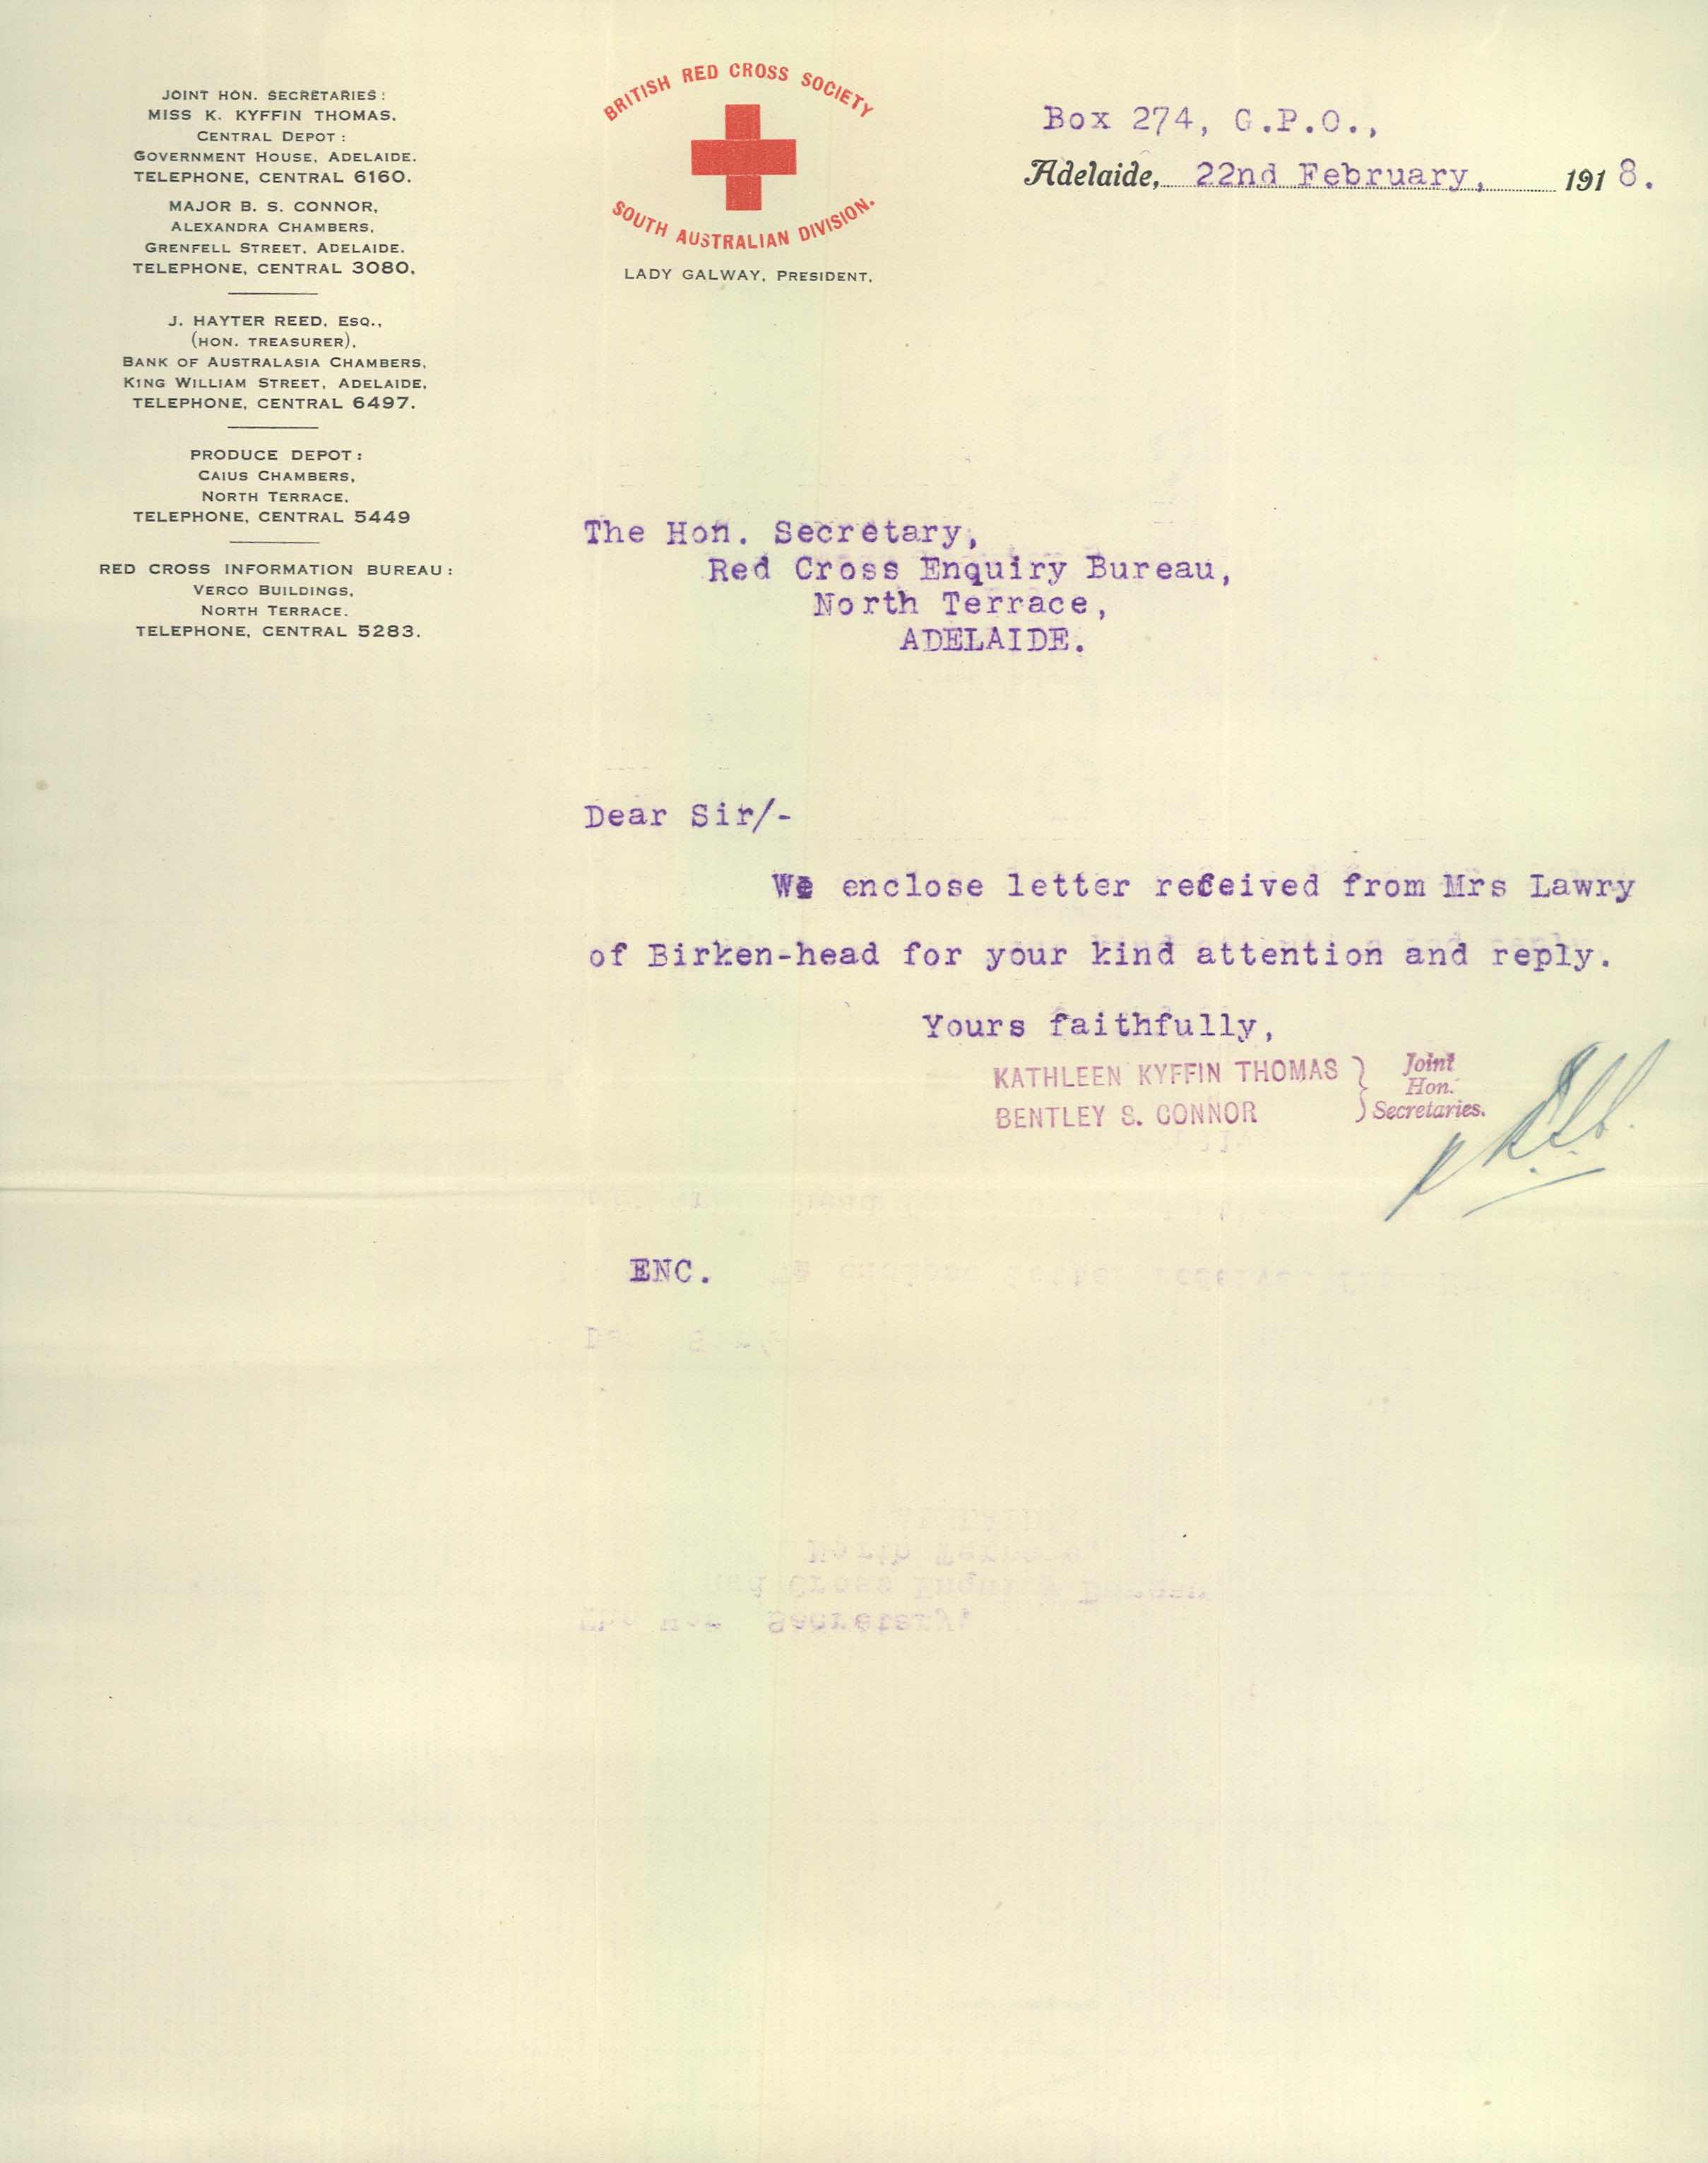 JOINT HON. SECRETARIES:
MISS K. KYFFIN THOMAS.
CENTRAL DEPOT:
GOVERNMENT HOUSE, ADELAIDE.
TELEPHONE, CENTRAL 6160.
MAJOR B. S. CONNOR,
ALEXANDRA CHAMBERS,
GRENFELL STREET, ADELAIDE.
TELEPHONE, CENTRAL 3080.
J. HAYTER REED, ESQ.,
(HON. TREASURER),
BANK OF AUSTRALASIA CHAMBERS,
KING WILLIAM STREET, ADELAIDE,
TELEPHONE, CENTRAL 6497.
PRODUCE DEPOT:
CAIUS CHAMBERS,
NORTH TERRACE,
TELEPHONE, CENTRAL 5449
RED CROSS INFORMATION BUREAU:
VERCO BUILDINGS,
NORTH TERRACE.
TELEPHONE, CENTRAL 5283.
BRITISH RED CROSS SOCIETY
SOUTH AUSTRALIAN DIVISION.
LADY GALWAY, PRESIDENT.
Box 274, G.P.O.,
Adelaide, 22nd February, 1918.
The Hon. Secretary,
Red Cross Enquiry Bureau,
North Terrace,
ADELAIDE.
Dear Sir/-
We enclose letter received from Mrs Lawry
of Birken-head for your kind attention and reply.
Yours faithfully,
KATHLEEN KYFFIN THOMAS } Joint Hon. Secretaries.
BENTLEY S. CONNOR
ENC.